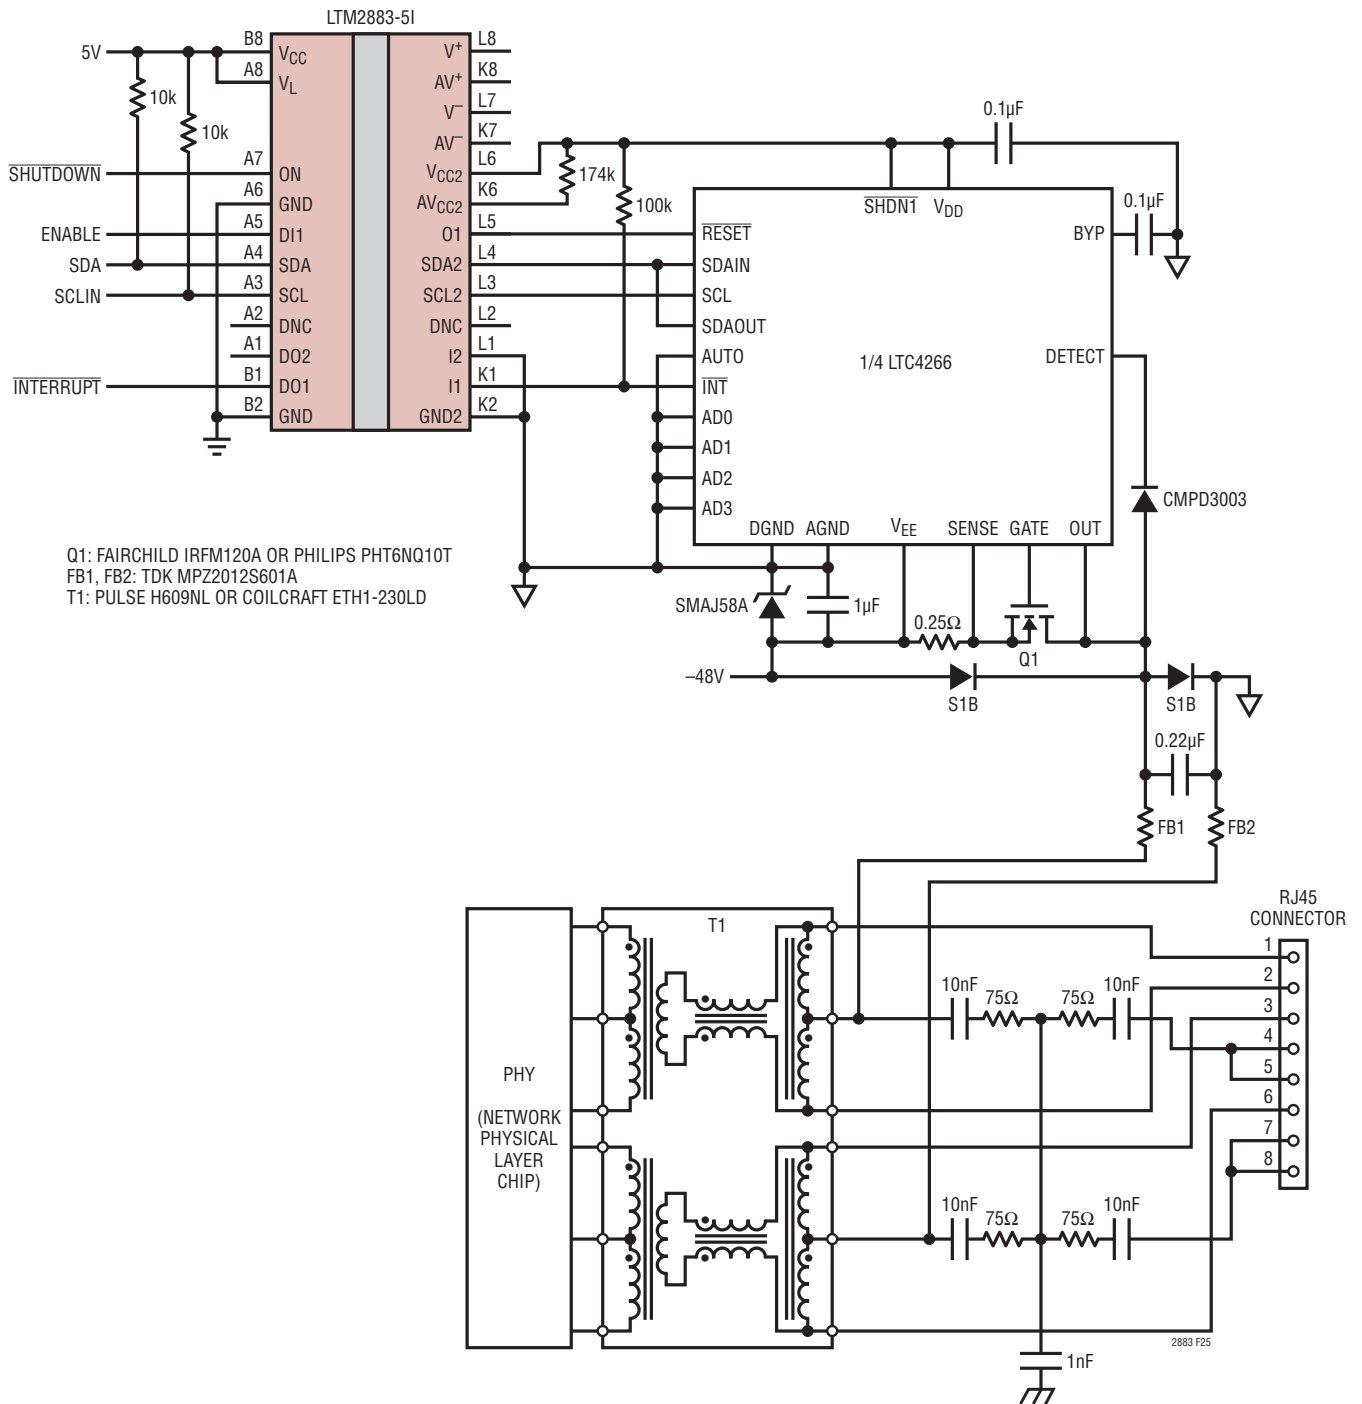 LTM2883-5I
5V
B8
A8
10k
10k
VCC
VL
V+
L8
AV+
K8
V–
L7
AV–
K7
0.1µF
SHUTDOWN
A7
ON
VCC2
L6
174k
A6
GND
AVCC2
K6
100k
SHDN1
VDD
0.1µF
ENABLE
A5
DI1
O1
L5
RESET
BYP
SDA
A4
SDA
SDA2
L4
SDAIN
SCLIN
A3
SCL
SCL2
L3
SCL
A2
DNC
DNC
L2
SDAOUT
A1
DO2
I2
L1
AUTO
1/4 LTC4266
DETECT
INTERRUPT
B1
DO1
I1
K1
INT
B2
GND
GND2
K2
AD0
AD1
AD2
AD3
CMPD3003
DGND
AGND
VEE
SENSE
GATE
OUT
Q1: FAIRCHILD IRFM120A OR PHILIPS PHT6NQ10T
FB1, FB2: TDK MPZ2012S601A
T1: PULSE H609NL OR COILCRAFT ETH1-230LD
SMAJ58A
1µF
0.25Ω
Q1
–48V
S1B
S1B
0.22µF
FB1
FB2
RJ45
CONNECTOR
T1
1
2
3
4
5
6
7
8
10nF
75Ω
75Ω
10nF
PHY
(NETWORK
PHYSICAL
LAYER
CHIP)
10nF
75Ω
75Ω
10nF
2883 F25
1nF